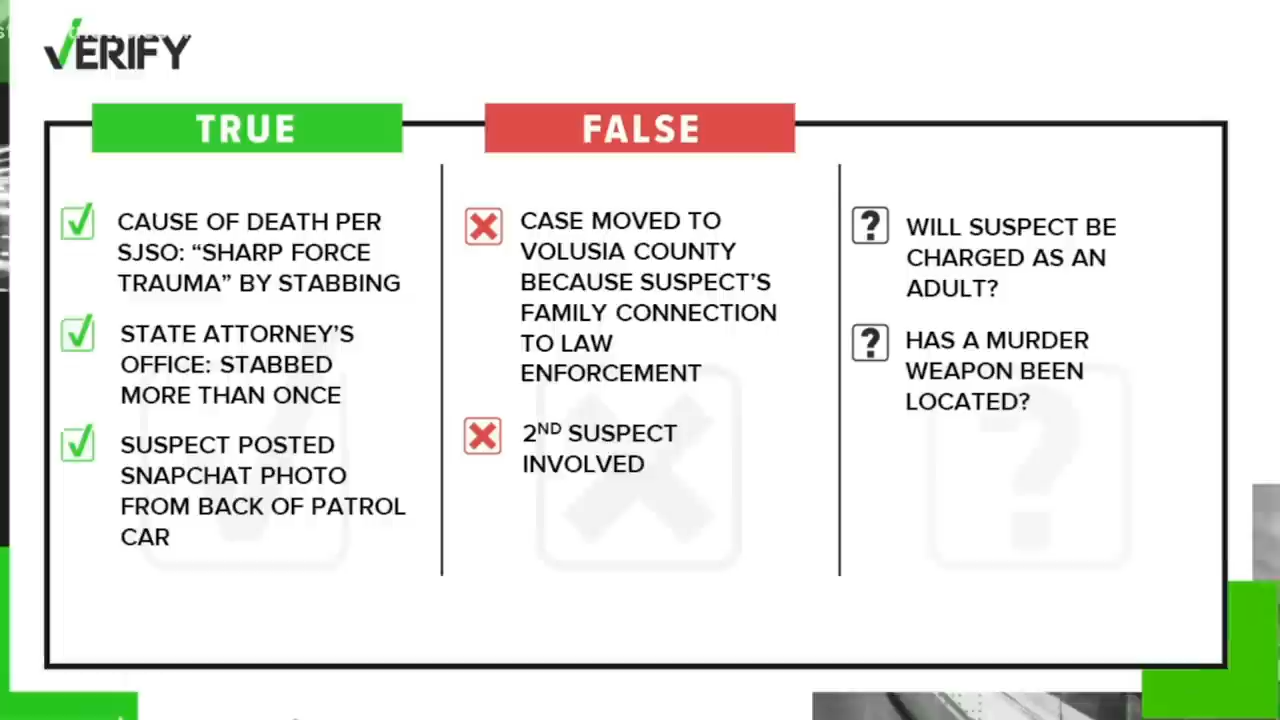 VERIFY
TRUE
CAUSE OF DEATH PER
SJSO: “SHARP FORCE
TRAUMA” BY STABBING
STATE ATTORNEY’S
OFFICE: STABBED
MORE THAN ONCE
SUSPECT POSTED
SNAPCHAT PHOTO
FROM BACK OF PATROL
CAR
FALSE
CASE MOVED TO
VOLUSIA COUNTY
BECAUSE SUSPECT’S
FAMILY CONNECTION
TO LAW
ENFORCEMENT
2ND SUSPECT
INVOLVED
?
WILL SUSPECT BE
CHARGED AS AN
ADULT?
?
HAS A MURDER
WEAPON BEEN
LOCATED?